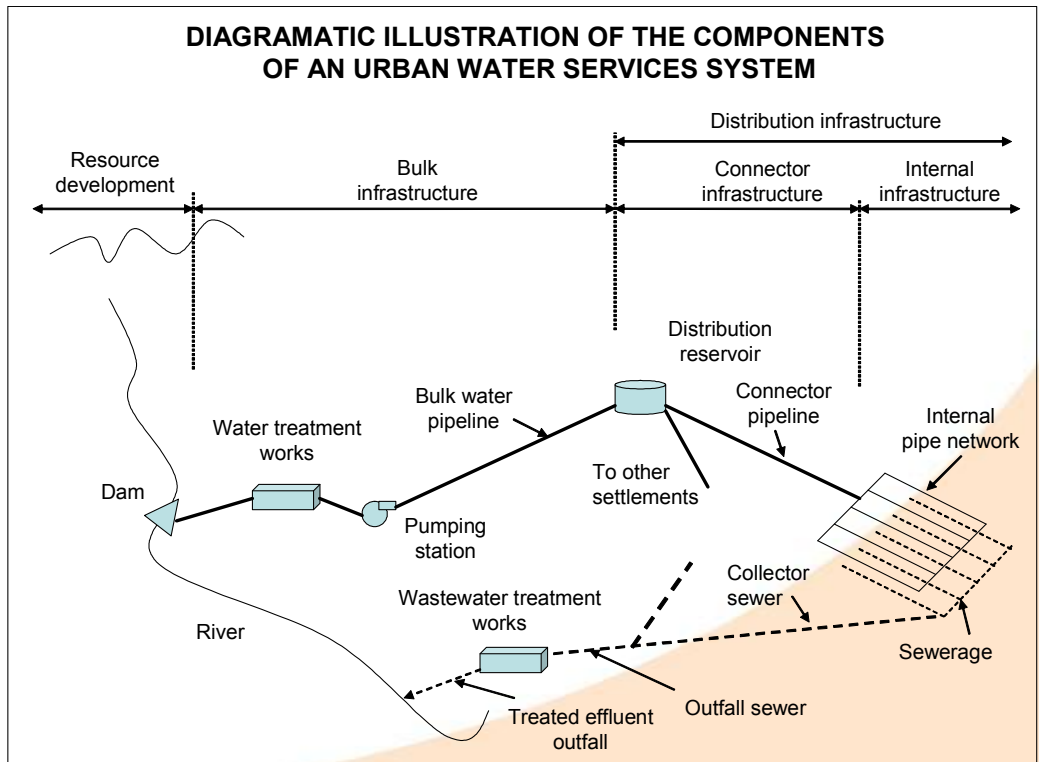 DIAGRAMATIC ILLUSTRATION OF THE COMPONENTS
OF AN URBAN WATER SERVICES SYSTEM
Distribution infrastructure
Resource
development
Bulk
infrastructure
Connector
infrastructure
Internal
infrastructure
Distribution
reservoir
Bulk water
pipeline
Connector
pipeline
Internal
pipe network
Water treatment
works
To other
settlements
Dam
Pumping
station
Collector
sewer
Wastewater treatment
works
River
Sewerage
Outfall sewer
Treated effluent
outfall